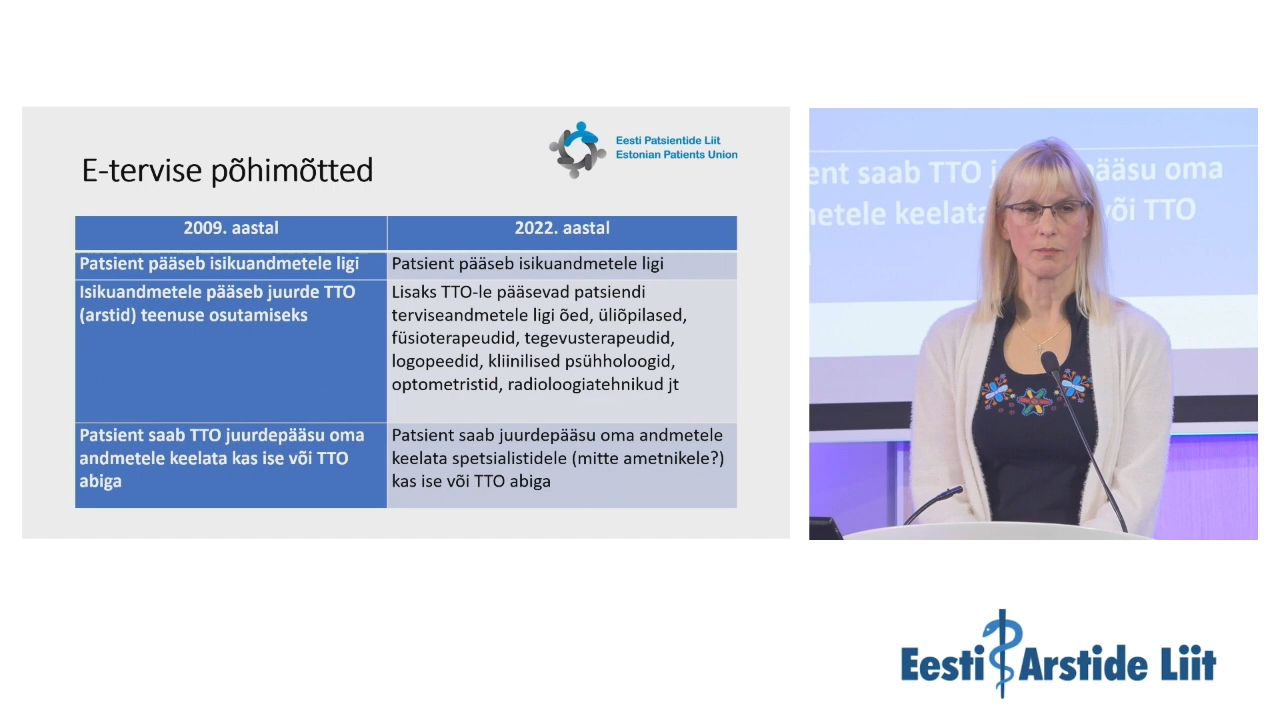 E-tervise põhimõtted
Eesti Patsientide Liit
Estonian Patients Union
2009. aastal
2022. aastal
Patsient pääseb isikuandmetele ligi
Patsient pääseb isikuandmetele ligi
Isikuandmetele pääseb juurde TTO
(arstid) teenuse osutamiseks
Lisaks TTO-le pääsevad patsiendi
terviseandmetele ligi õed, üliõpilased,
füsioterapeudid, tegevusterapeudid,
logopeedid, kliinilised psühholoogid,
optometristid, radioloogiatehnikud jt
Patsient saab TTO juurdepääsu oma
andmetele keelata kas ise või TTO
abiga
Patsient saab juurdepääsu oma andmetele
keelata spetsialistidele (mitte ametnikele?)
kas ise või TTO abiga
saab TTO oma
keelata või TTO
Eesti Arstide Liit